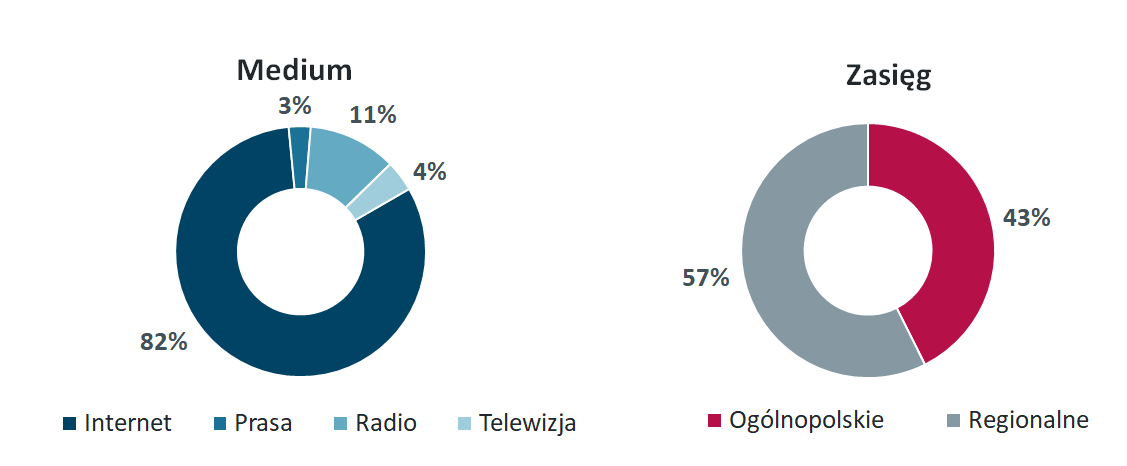 Medium
3%
11%
4%
82%
Internet
Prasa
Radio
Telewizja
Zasięg
43%
57%
Ogólnopolskie
Regionalne